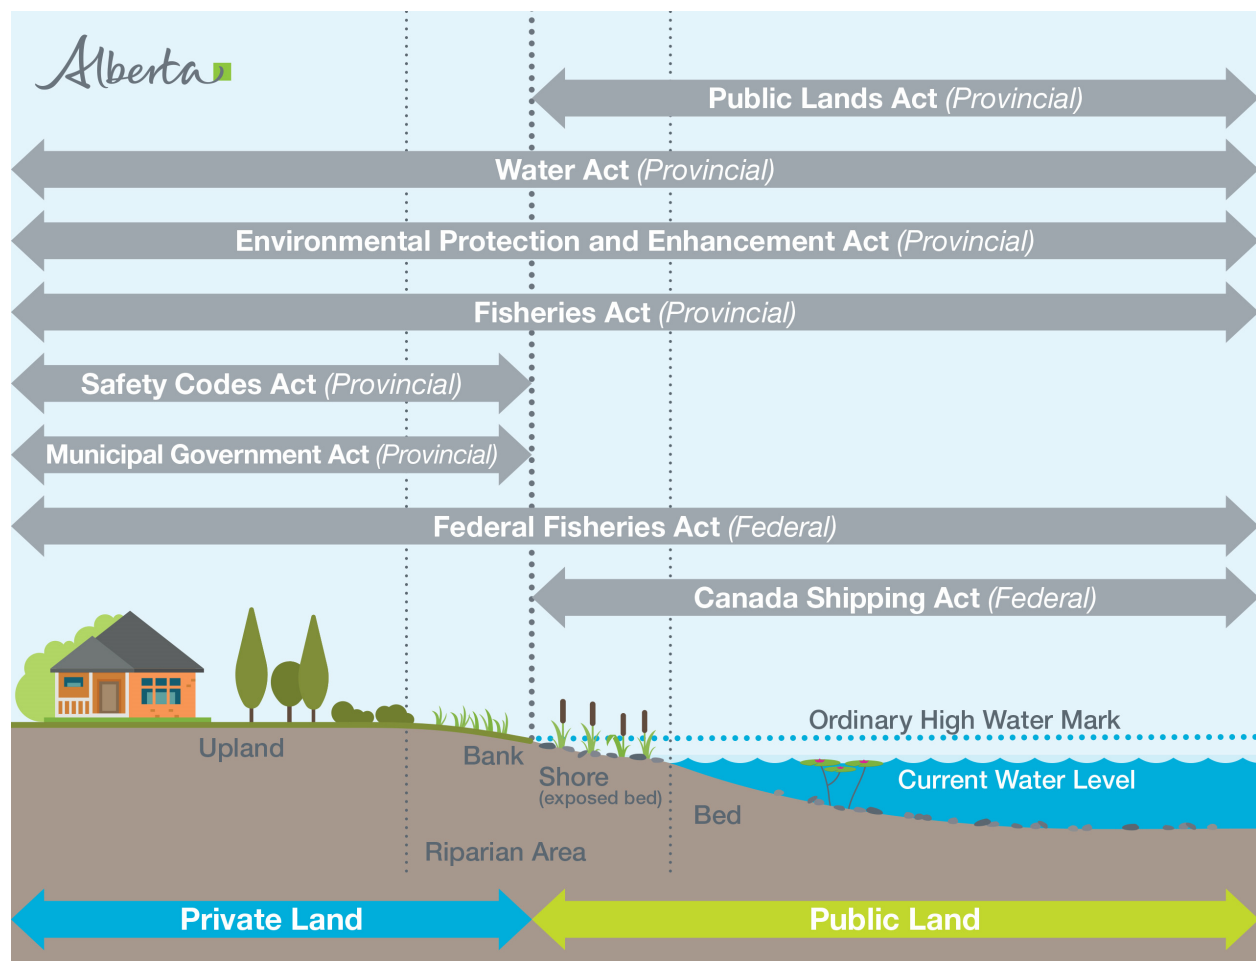 Alberta
Public Lands Act (Provincial)
Water Act (Provincial)
Environmental Protection and Enhancement Act (Provincial)
Fisheries Act (Provincial)
Safety Codes Act (Provincial)
Municipal Government Act (Provincial)
Federal Fisheries Act (Federal)
Canada Shipping Act (Federal)
Ordinary High Water Mark
Upland
Bank
Shore
(exposed bed)
Current Water Level
Bed
Riparian Area
Private Land
Public Land